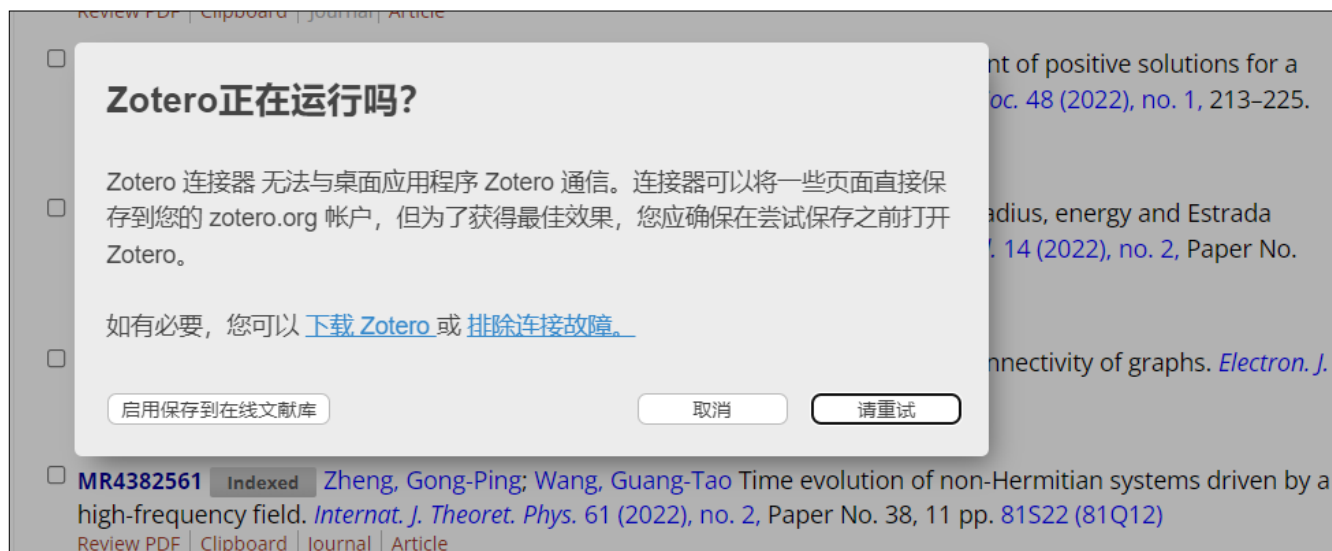 Review PDF | Clipboard | Journal | Article
nt of positive solutions for a
oc. 48 (2022), no. 1, 213–225.
Zotero正在运行吗？
Zotero 连接器 无法与桌面应用程序 Zotero 通信。连接器可以将一些页面直接保
存到您的 zotero.org 帐户，但为了获得最佳效果，您应确保在尝试保存之前打开
Zotero。
adius, energy and Estrada
l. 14 (2022), no. 2, Paper No.
如有必要，您可以 下载 Zotero 或 排除连接故障。
nnectivity of graphs. Electron. J.
启用保存到在线文献库 取消 请重试
MR4382561 Indexed Zheng, Gong-Ping; Wang, Guang-Tao Time evolution of non-Hermitian systems driven by a
high-frequency field. Internat. J. Theoret. Phys. 61 (2022), no. 2, Paper No. 38, 11 pp. 81S22 (81Q12)
Review PDF | Clipboard | Journal | Article